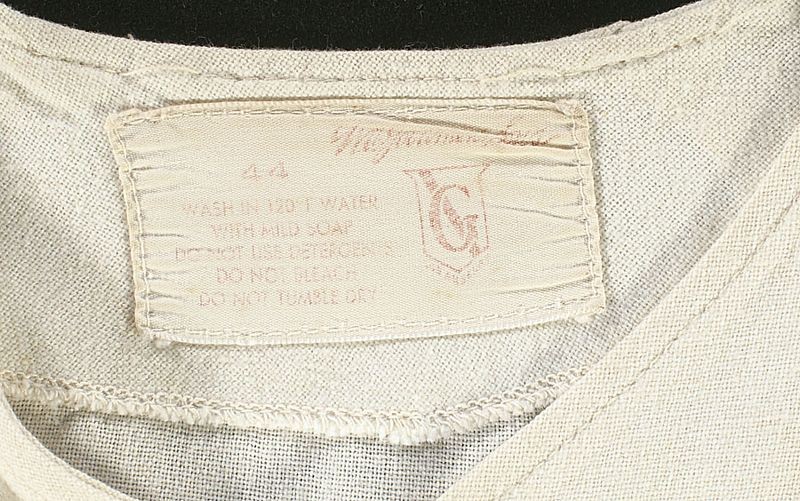 44
WASH IN 120° F WATER
WITH MILD SOAP
DO NOT USE DETERGENTS
DO NOT BLEACH
DO NOT TUMBLE DRY